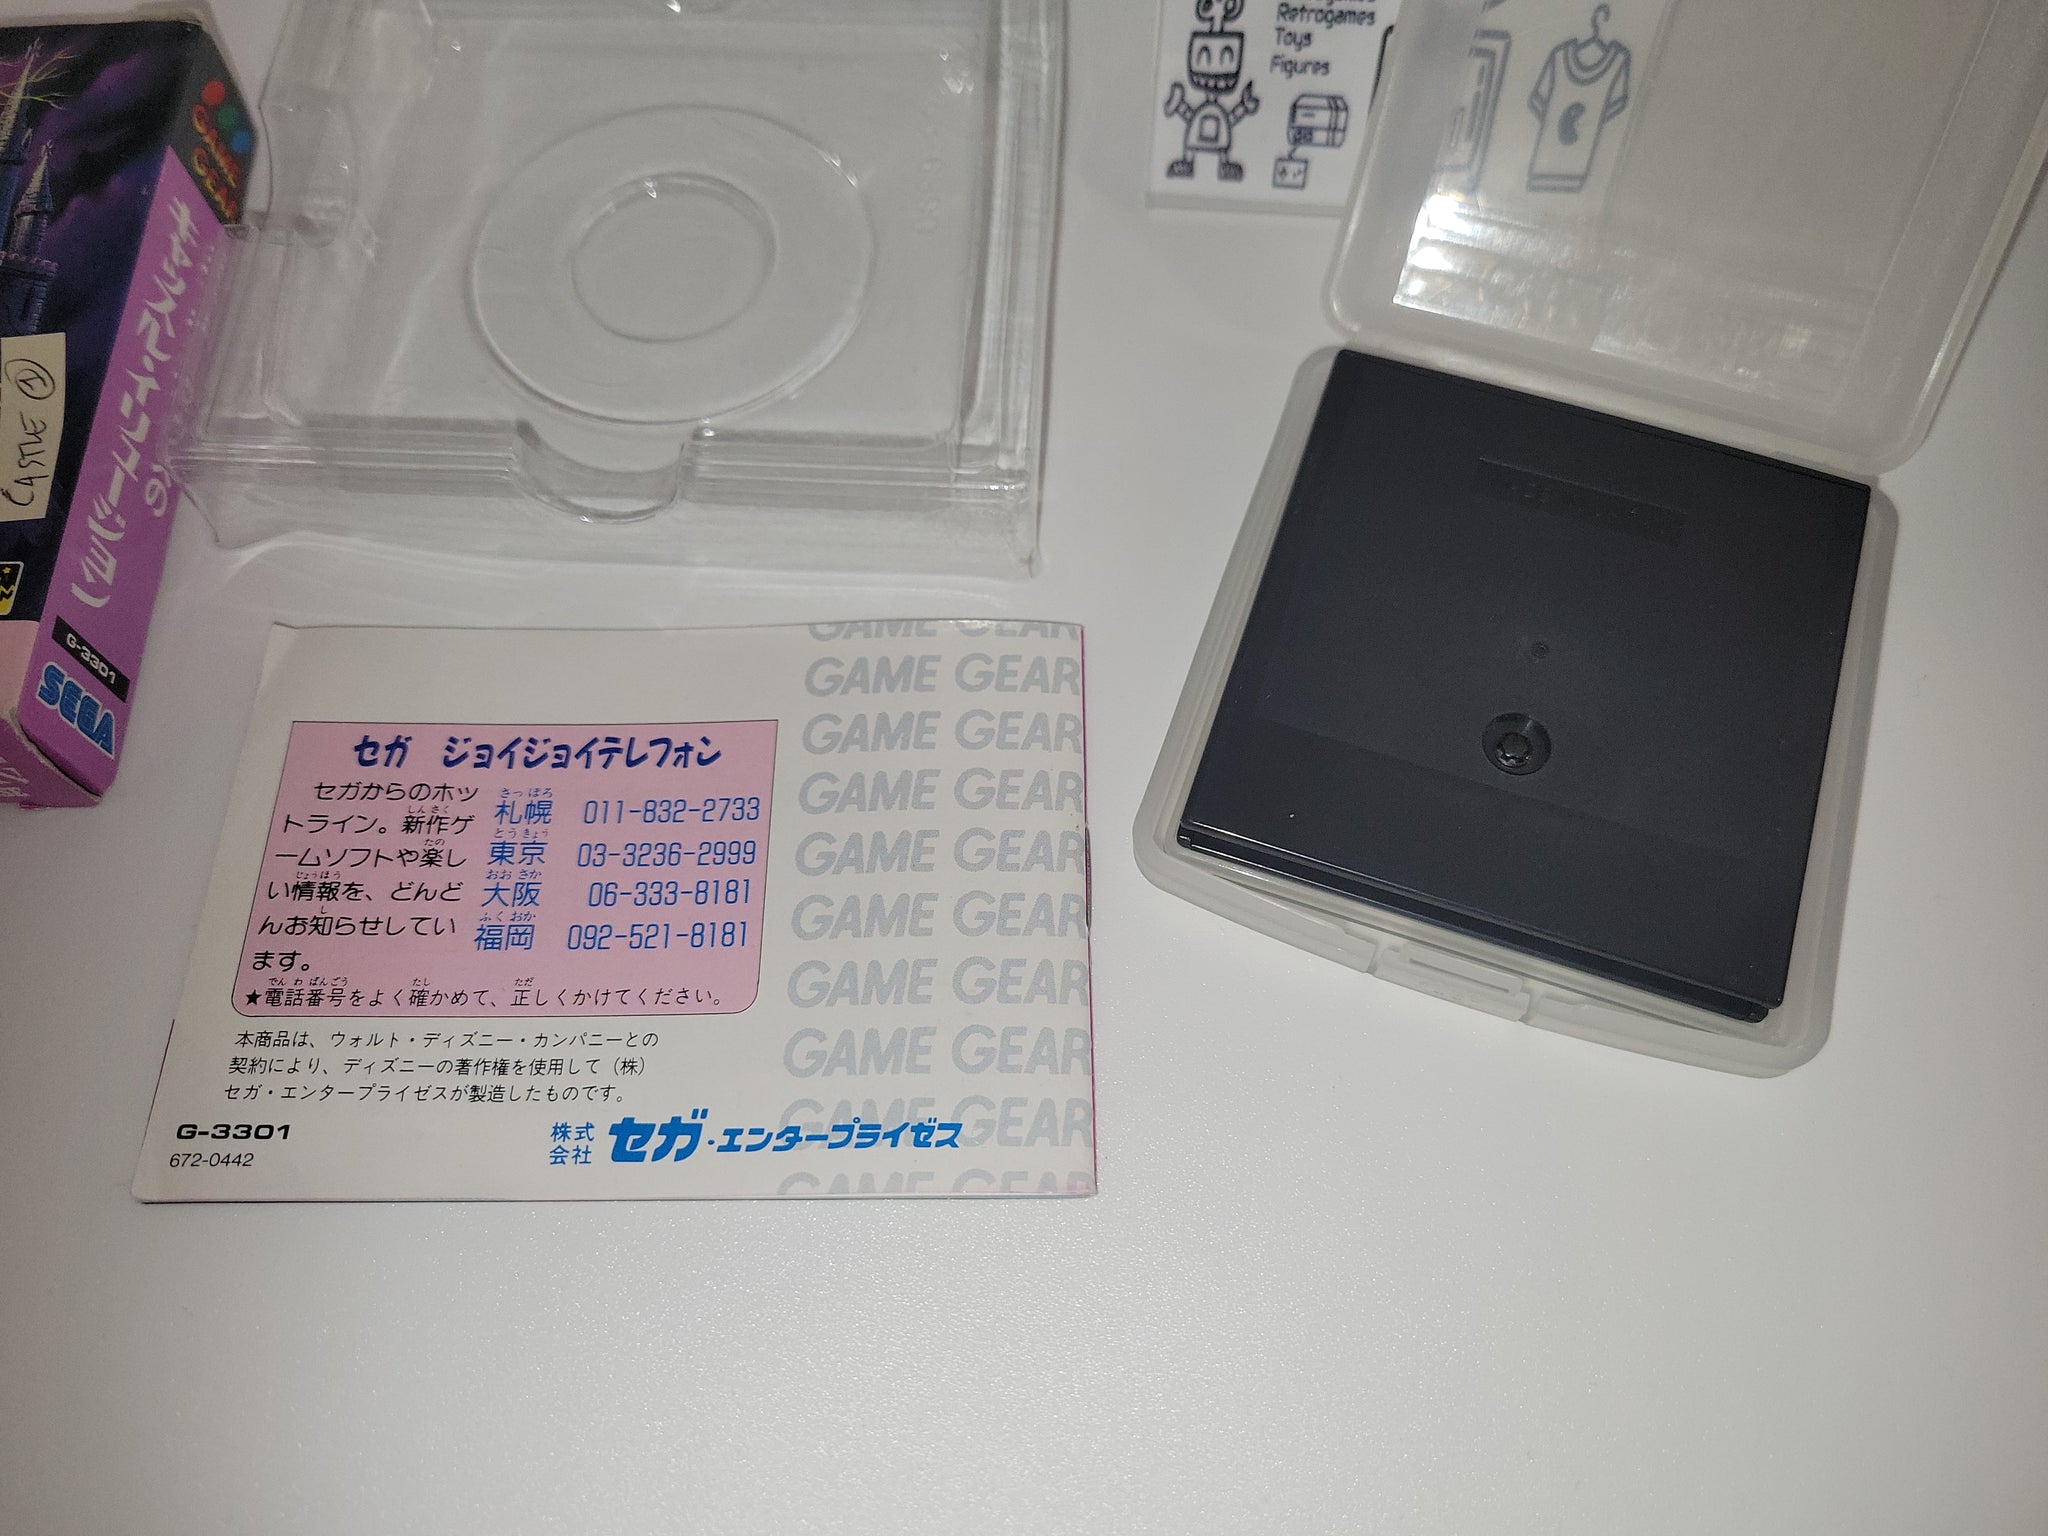 Retrogames
Toys
Figures
GAME
GEAR
CASTLE ①
G-3301
SEGA
GAME GEAR
GAME GEAR
GAME GEAR
GAME GEAR
GAME GEAR
GAME GEAR
GAME GEAR
GAME GEAR
GAME GEAR
GAME GEAR
セガ ジョイジョイテレフォン
セガからのホッ
トライン。新作ゲ
ームソフトや楽し
い情報を、どんど
んお知らせしてい
ます。
札幌 011-832-2733
東京 03-3236-2999
大阪 06-333-8181
福岡 092-521-8181
★電話番号をよく確かめて、正しくかけてください。
本商品は、ウォルト・ディズニー・カンパニーとの
契約により、ディズニーの著作権を使用して(株)
セガ・エンタープライゼスが製造したものです。
G-3301
672-0442
株式会社 セガ・エンタープライゼス